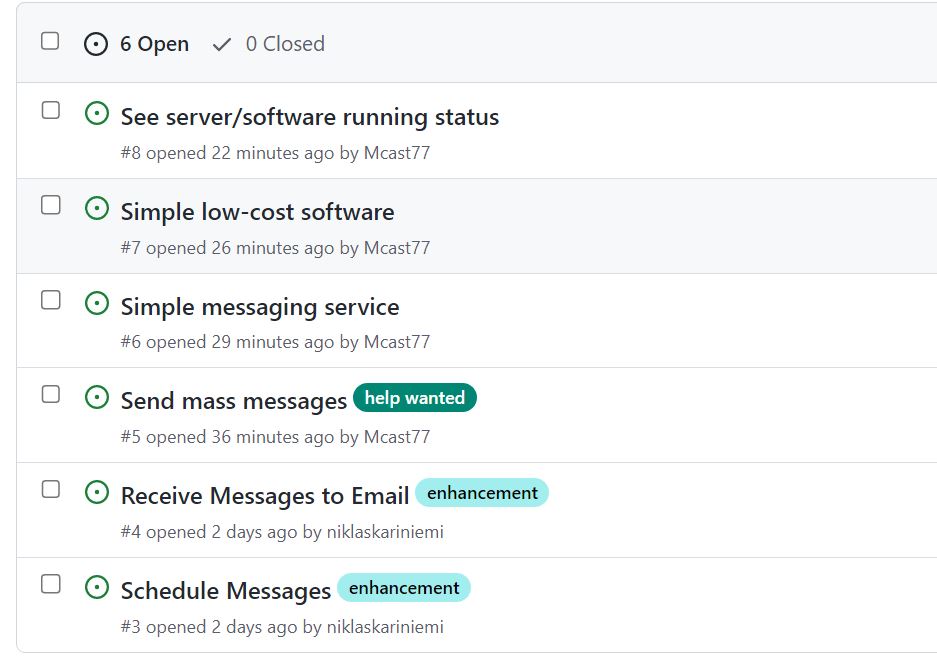 6 Open 0 Closed
See server/software running status
#8 opened 22 minutes ago by Mcast77
Simple low-cost software
#7 opened 26 minutes ago by Mcast77
Simple messaging service
#6 opened 29 minutes ago by Mcast77
Send mass messages help wanted
#5 opened 36 minutes ago by Mcast77
Receive Messages to Email enhancement
#4 opened 2 days ago by niklaskariniemi
Schedule Messages enhancement
#3 opened 2 days ago by niklaskariniemi